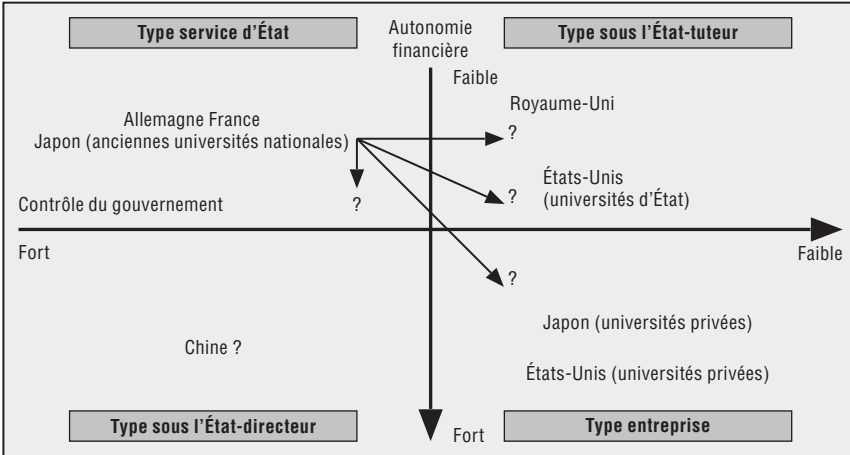 Type service d'État
Autonomie
financière
Type sous l'État-tuteur
Faible
Royaume-Uni
?
Allemagne France
Japon (anciennes universités nationales)
États-Unis
(universités d'État)
?
Contrôle du gouvernement
?
Fort
Faible
?
Japon (universités privées)
Chine ?
États-Unis (universités privées)
Type sous l'État-directeur
Fort
Type entreprise